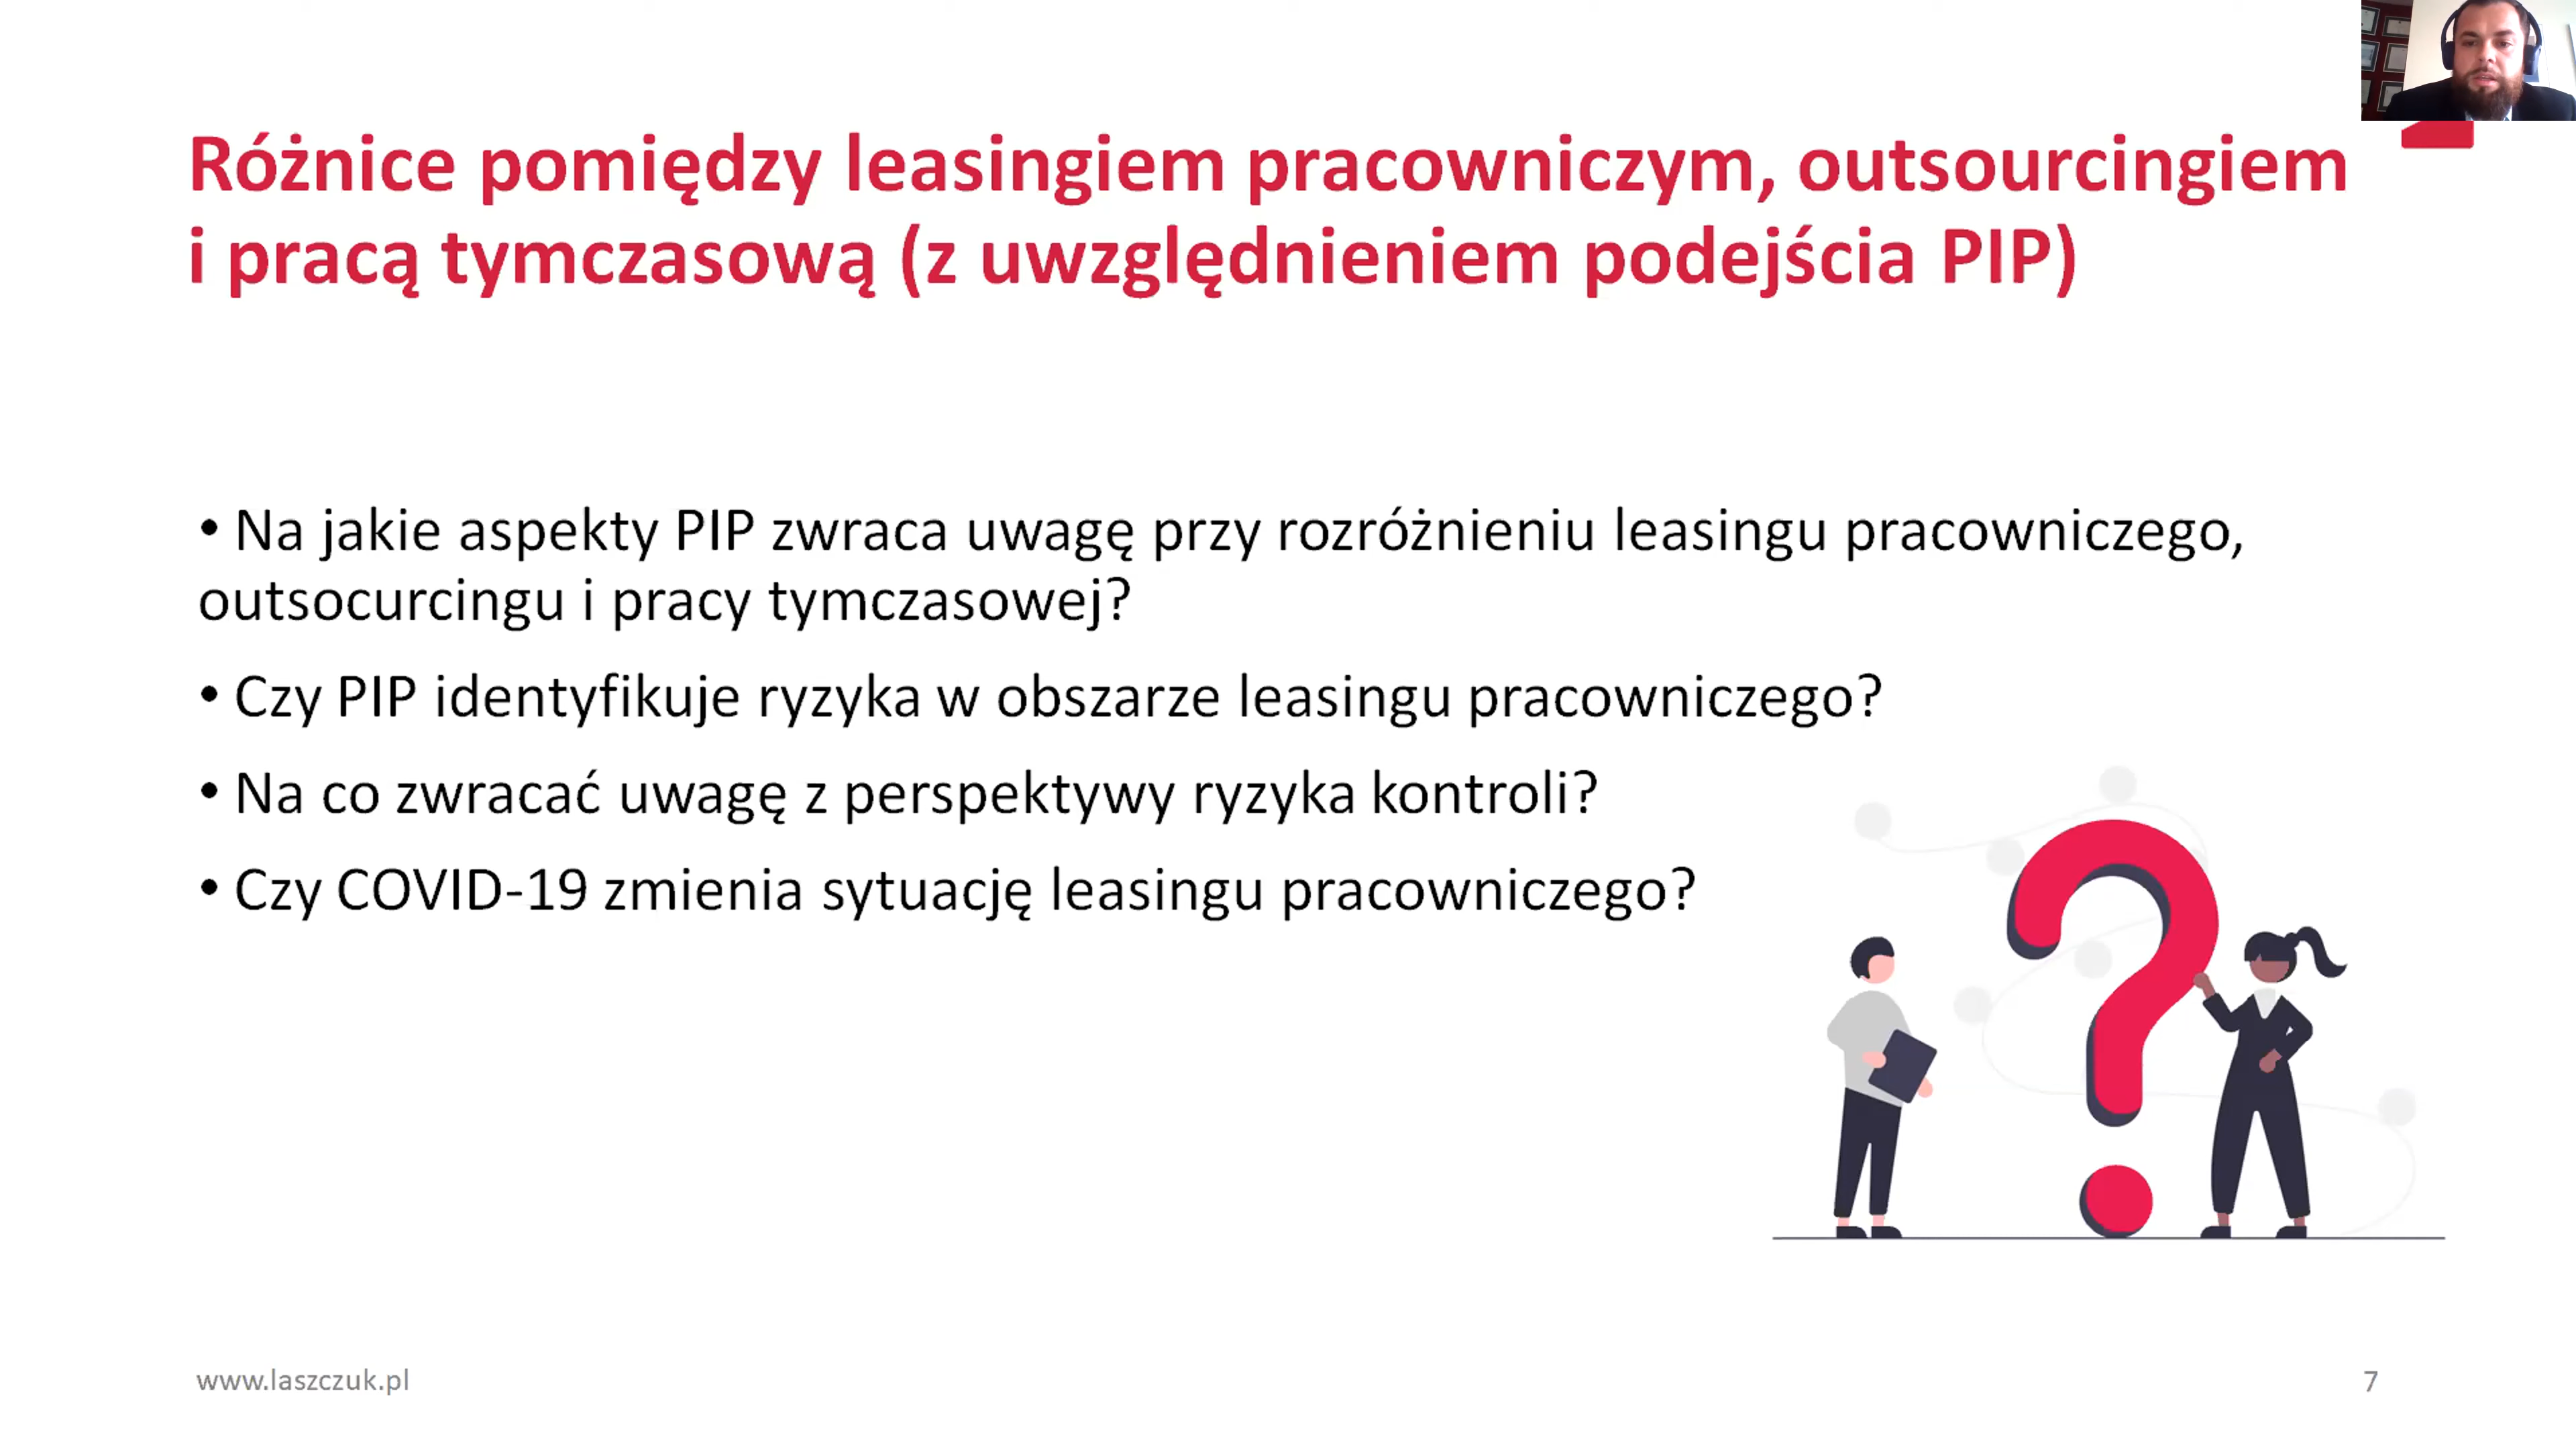 Różnice pomiędzy leasingiem pracowniczym, outsourcingiem
i pracą tymczasową (z uwzględnieniem podejścia PIP)
• Na jakie aspekty PIP zwraca uwagę przy rozróżnieniu leasingu pracowniczego,
outsocurcingu i pracy tymczasowej?
• Czy PIP identyfikuje ryzyka w obszarze leasingu pracowniczego?
• Na co zwracać uwagę z perspektywy ryzyka kontroli?
• Czy COVID-19 zmienia sytuację leasingu pracowniczego?
www.laszczuk.pl
7